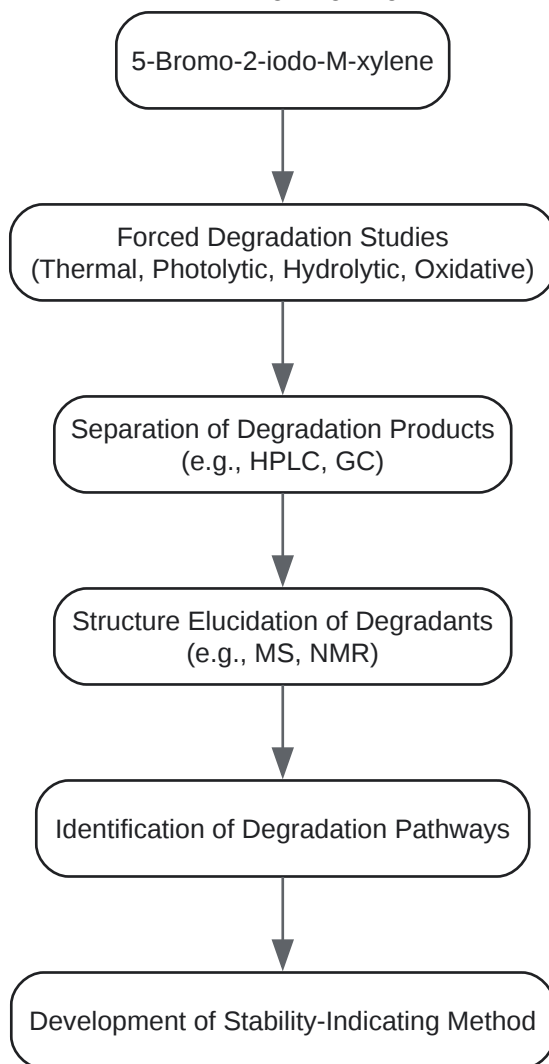 5-Bromo-2-iodo-M-xylene
Forced Degradation Studies
(Thermal, Photolytic, Hydrolytic, Oxidative)
Separation of Degradation Products
(e.g., HPLC, GC)
Structure Elucidation of Degradants
(e.g., MS, NMR)
Identification of Degradation Pathways
Development of Stability-Indicating Method